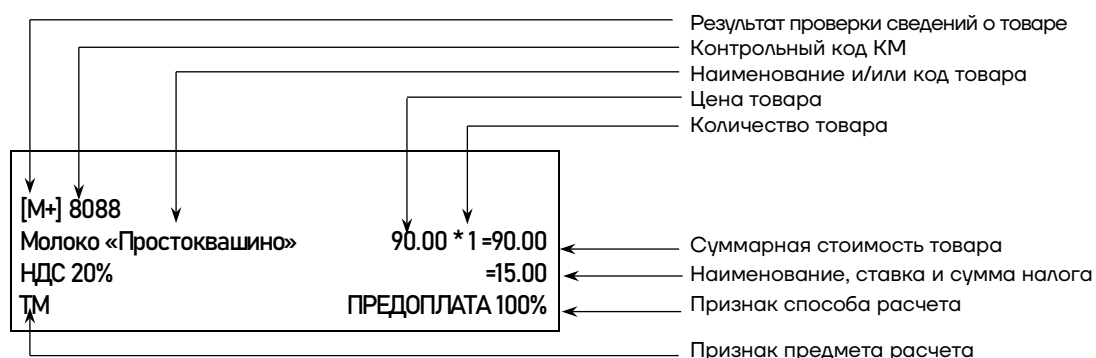 Результат проверки сведений о товаре
Контрольный код КМ
Наименование и/или код товара
Цена товара
Количество товара
[М+] 8088
Молоко «Простоквашино» 90.00 * 1 =90.00
Суммарная стоимость товара
НДС 20% =15.00
Наименование, ставка и сумма налога
ТМ ПРЕДОПЛАТА 100%
Признак способа расчета
Признак предмета расчета